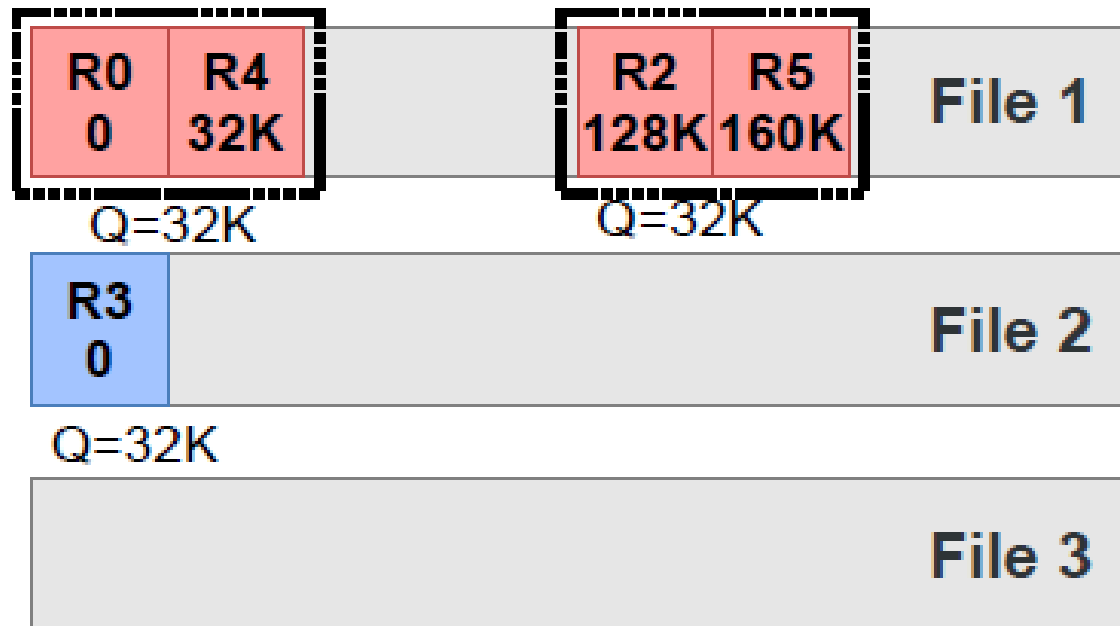 R0 R4 R2 R5
0 32K 128K 160K
File 1
Q=32K Q=32K
R3
0
File 2
Q=32K
File 3